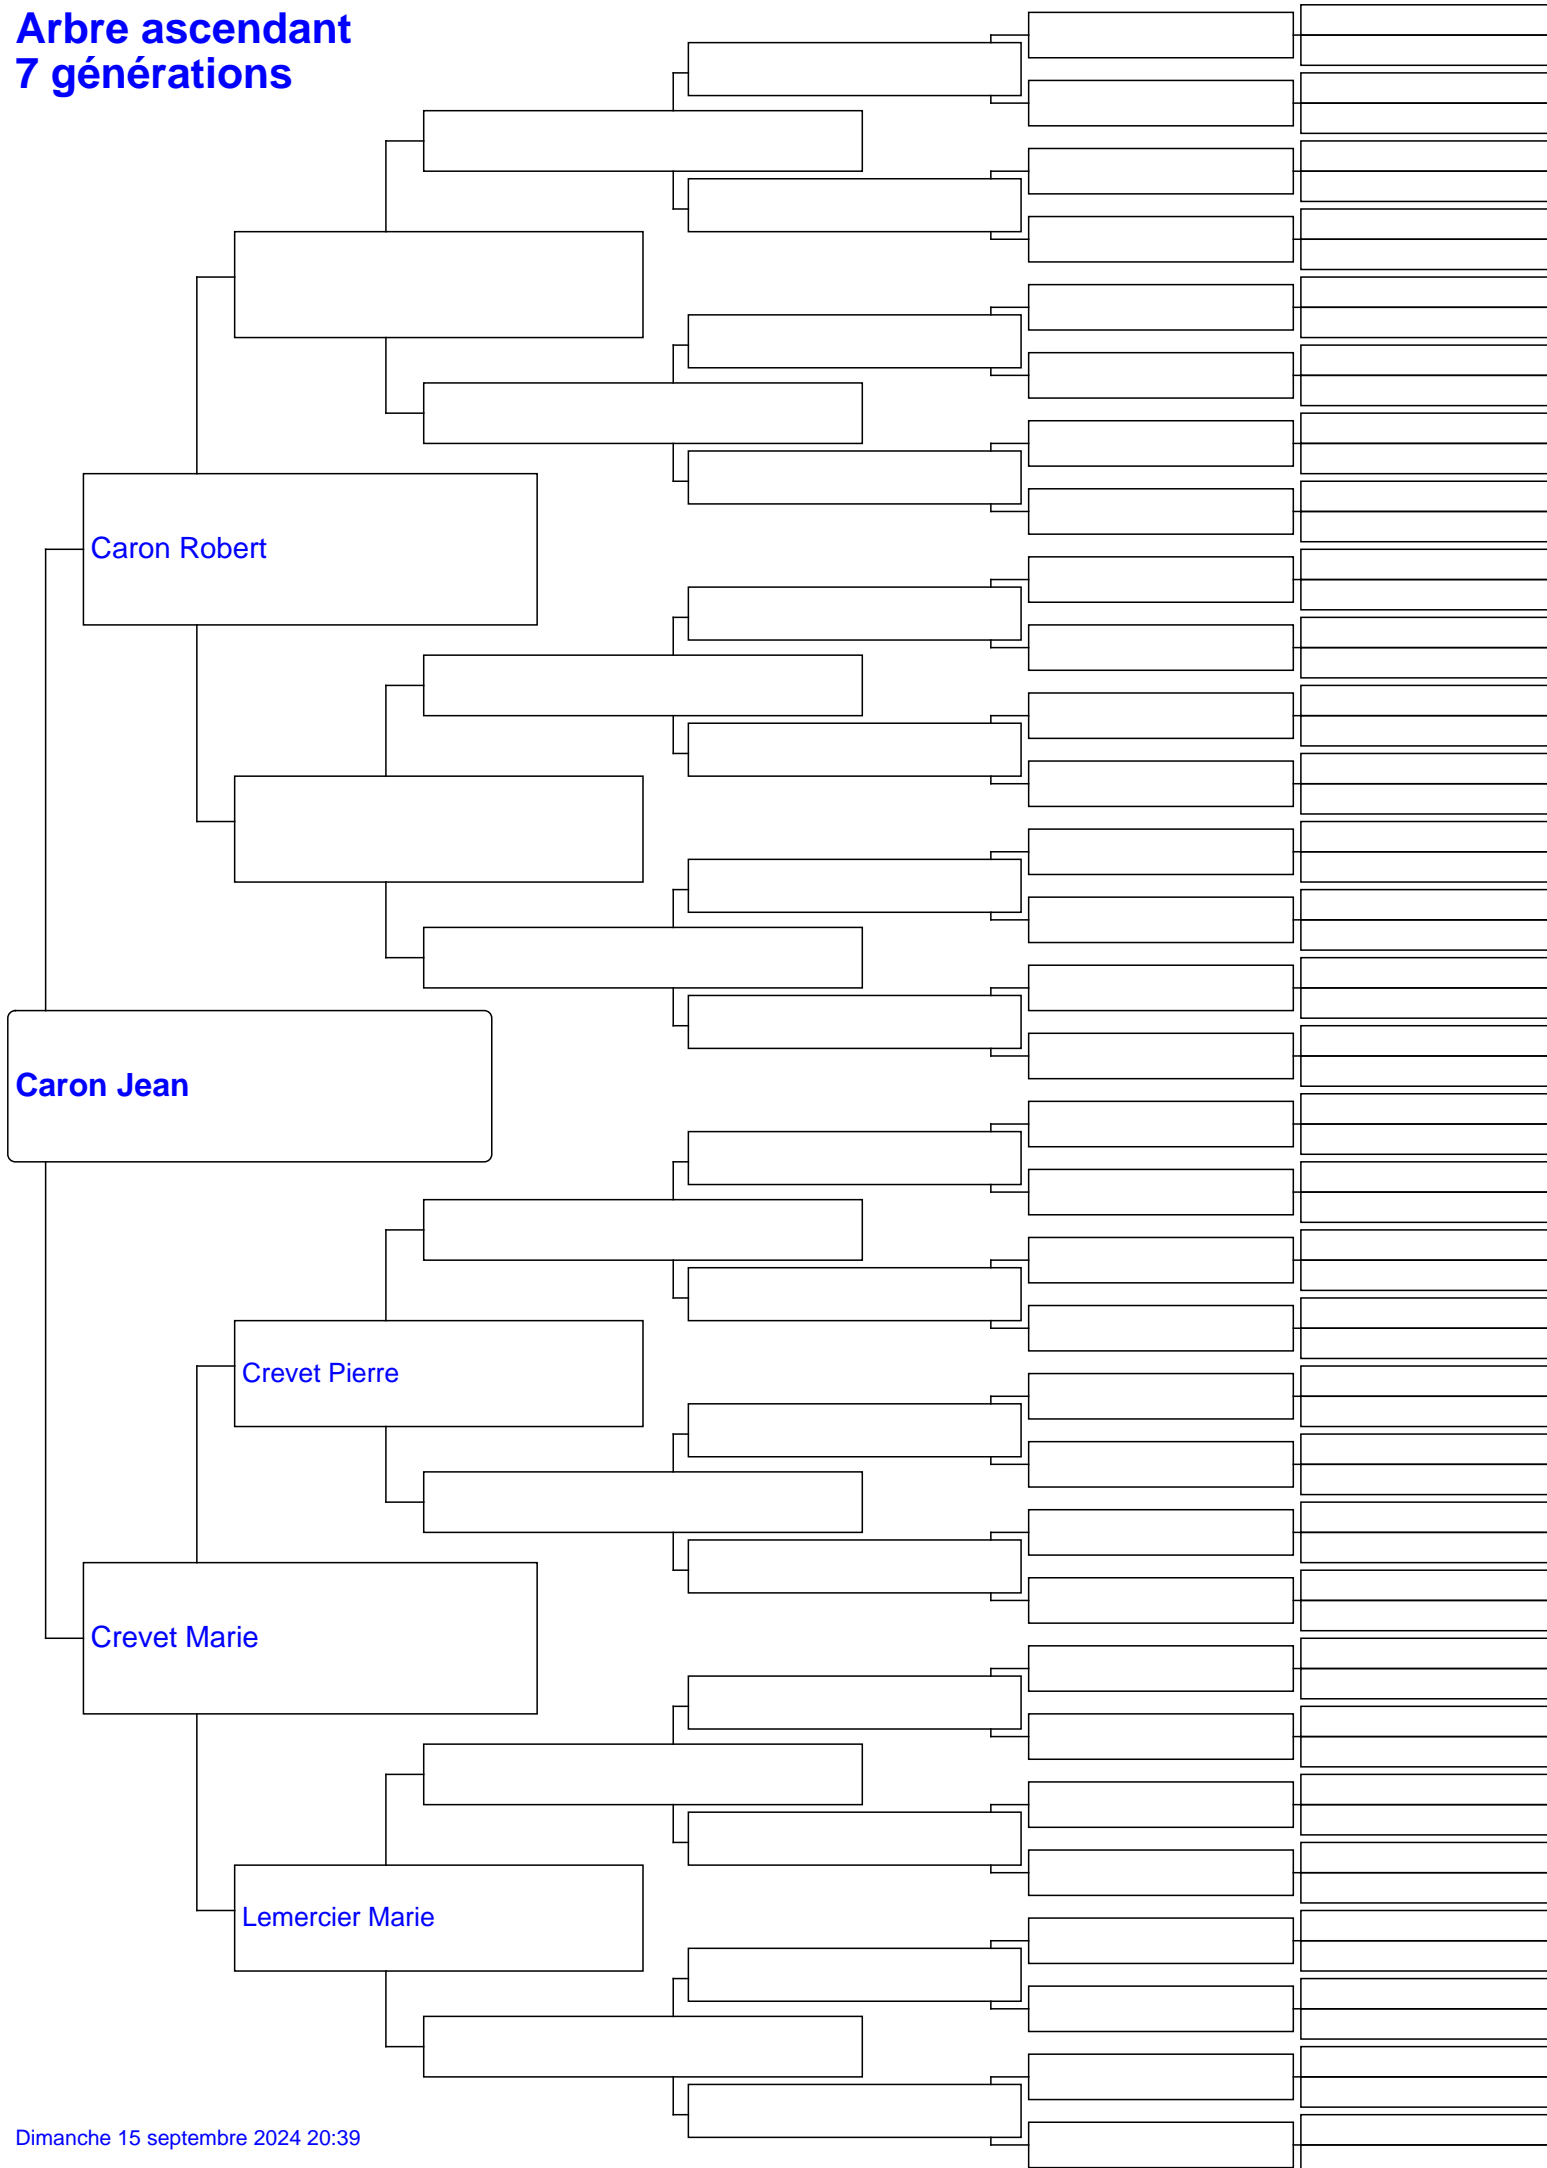 Arbre ascendant
7 générations
Caron Robert
Caron Jean
Crevet Pierre
Crevet Marie
Lemercier Marie
Dimanche 15 septembre 2024 20:39